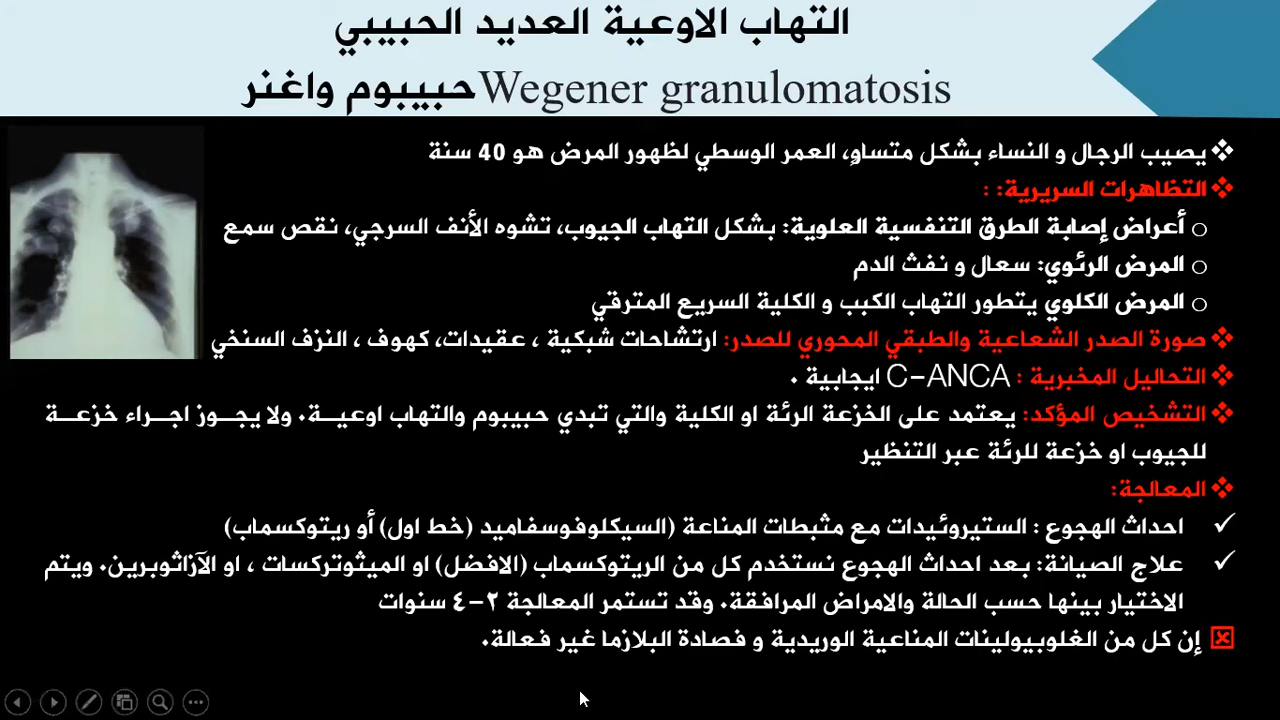 التهاب الاوعية العديد الحبيبي
Wegener granulomatosis حبيبوم واغنر
يصيب الرجال و النساء بشكل متساوٍ، العمر الوسطي لظهور المرض هو 40 سنة
التظاهرات السريرية: :
أعراض إصابة الطرق التنفسية العلوية: بشكل التهاب الجيوب، تشوه الأنف السرجي، نقص سمع
المرض الرئوي: سعال و نفث الدم
المرض الكلوي يتطور التهاب الكبب و الكلية السريع المترقي
صورة الصدر الشعاعية والطبقي المحوري للصدر: ارتشاحات شبكية ، عقيدات، كهوف ، النزف السنخي
التحاليل المخبرية : C-ANCA ايجابية .
التشخيص المؤكد: يعتمد على الخزعة الرئة او الكلية والتي تبدي حبيبوم والتهاب اوعيـة. ولا يجـوز اجـراء خزعـة
للجيوب او خزعة للرئة عبر التنظير
المعالجة:
احداث الهجوع : الستيروئيدات مع مثبطات المناعة (السيكلوفوسفاميد (خط اول) أو ريتوكسماب)
علاج الصيانة: بعد احداث الهجوع نستخدم كل من الريتوكسماب (الافضل) او الميثوتركسات ، او الآزاثوبرين. ويتم
الاختيار بينها حسب الحالة والامراض المرافقة. وقد تستمر المعالجة ٢-٤ سنوات
إن كل من الغلوبيولينات المناعية الوريدية و فصادة البلازما غير فعالة.